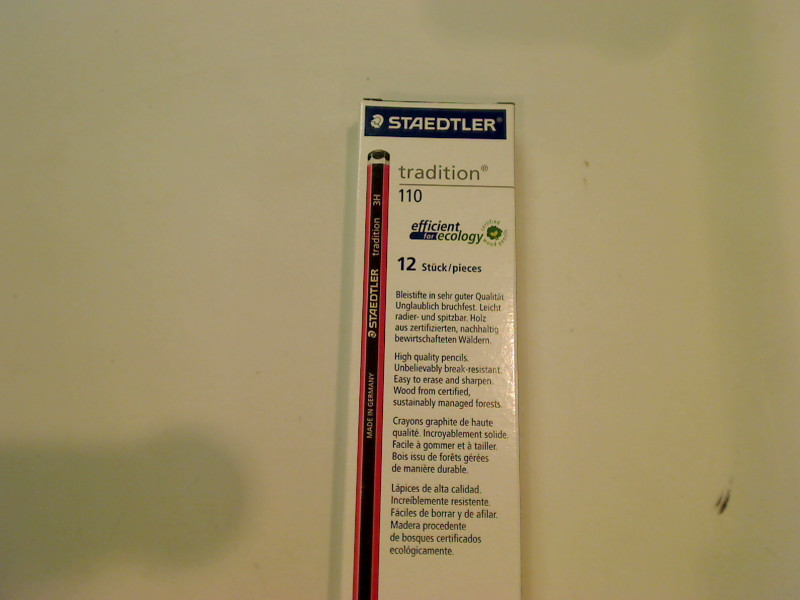 STAEDTLER®
tradition®
110
efficient
for ecology
certified
12 Stück/pieces
Bleistifte in sehr guter Qualität
Unglaublich bruchfest. Leicht
radier- und spitzbar. Holz
aus zertifizierten, nachhaltig
bewirtschafteten Wäldern.
High quality pencils.
Unbelievably break-resistant.
Easy to erase and sharpen.
Wood from certified,
sustainably managed forests.
Crayons graphite de haute
qualité. Incroyablement solide.
Facile à gommer et à tailler.
Bois issu de forêts gérées
de manière durable.
Lápices de alta calidad.
Increíblemente resistente.
Fáciles de borrar y de afilar.
Madera procedente
de bosques certificados
ecológicamente.
MADE IN GERMANY STAEDTLER tradition 3H